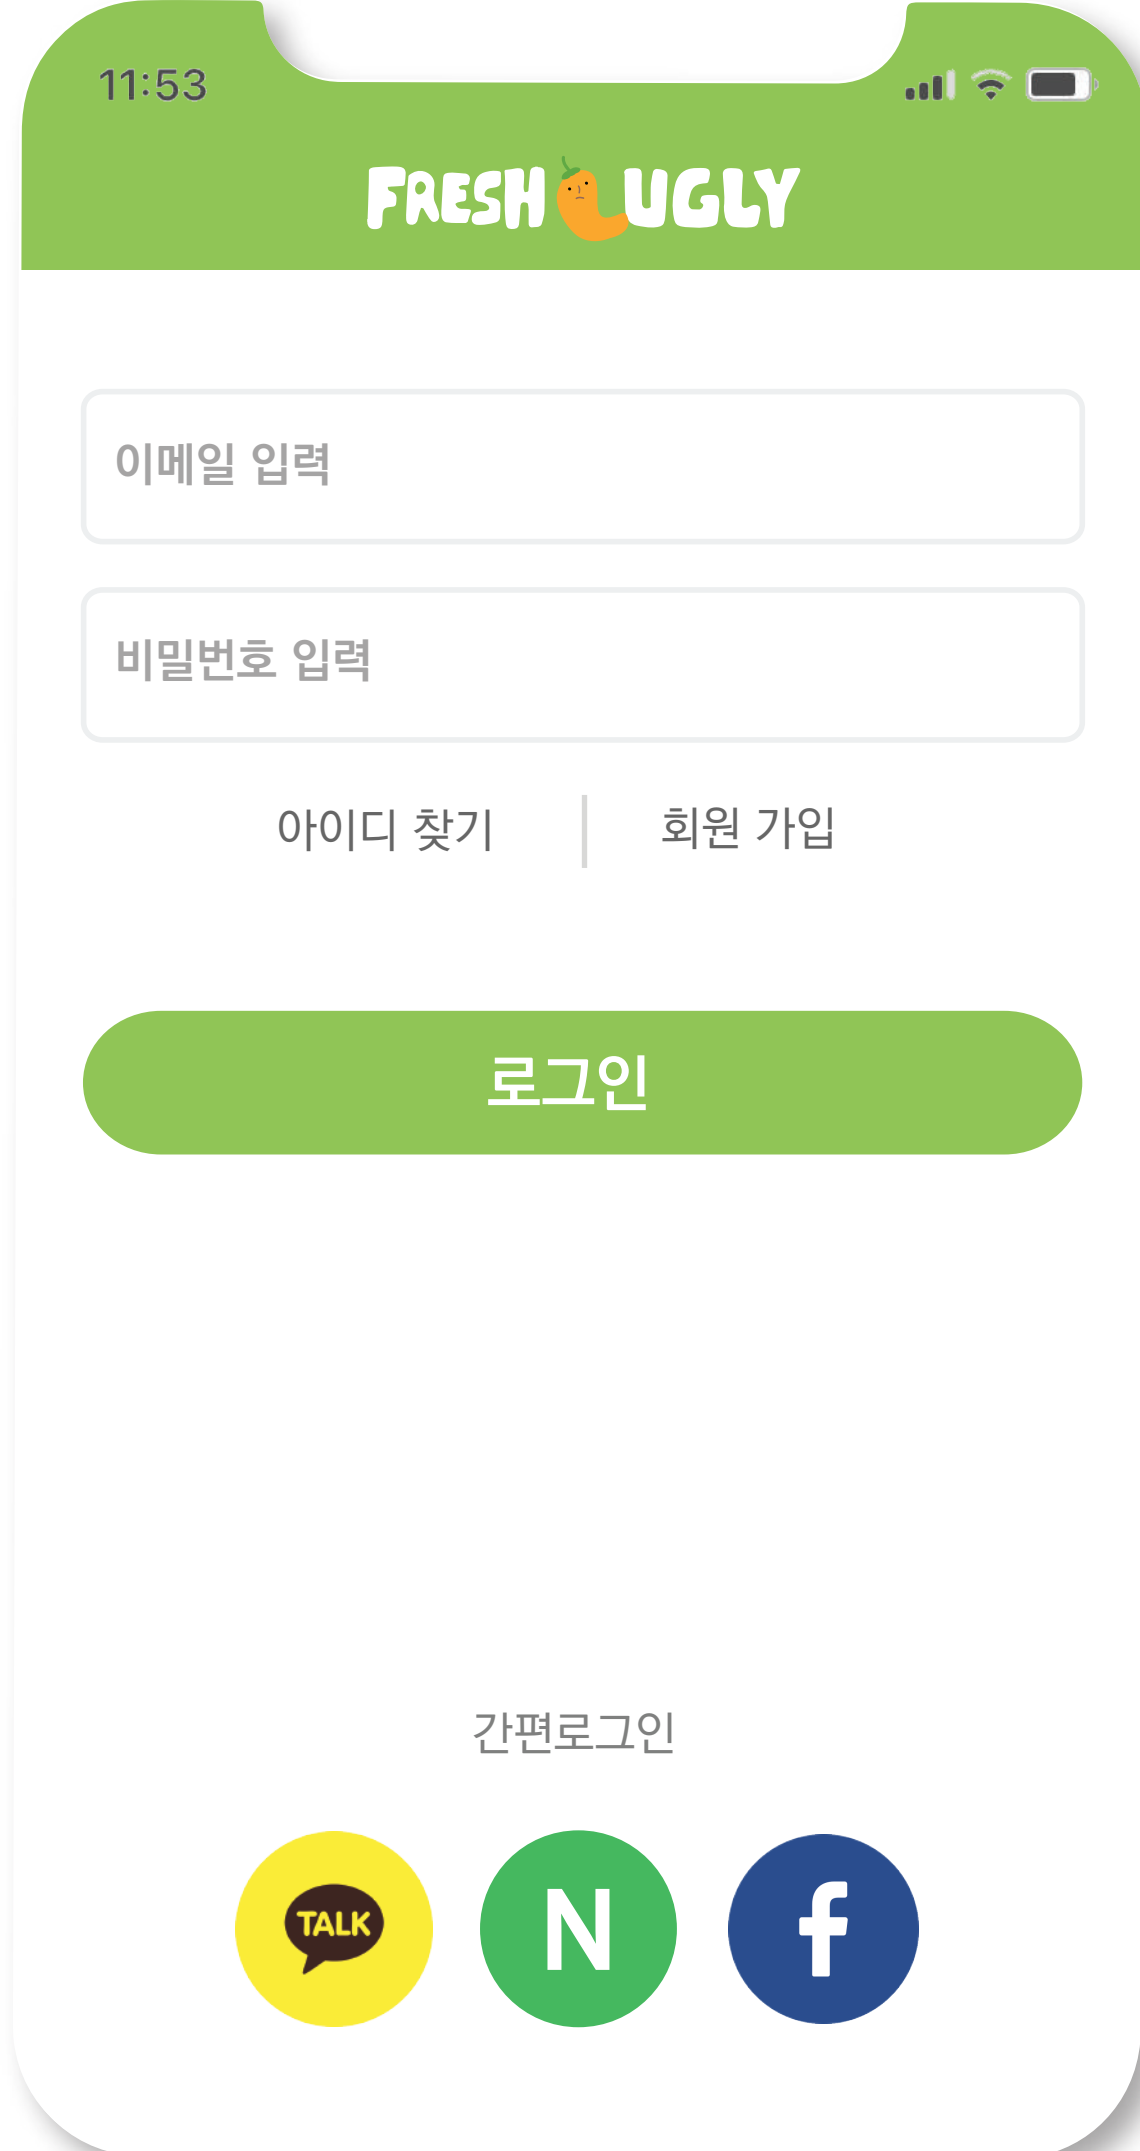 11:53
FRESH UGLY
이메일 입력
비밀번호 입력
아이디 찾기
회원 가입
로그인
간편로그인
TALK
N
f